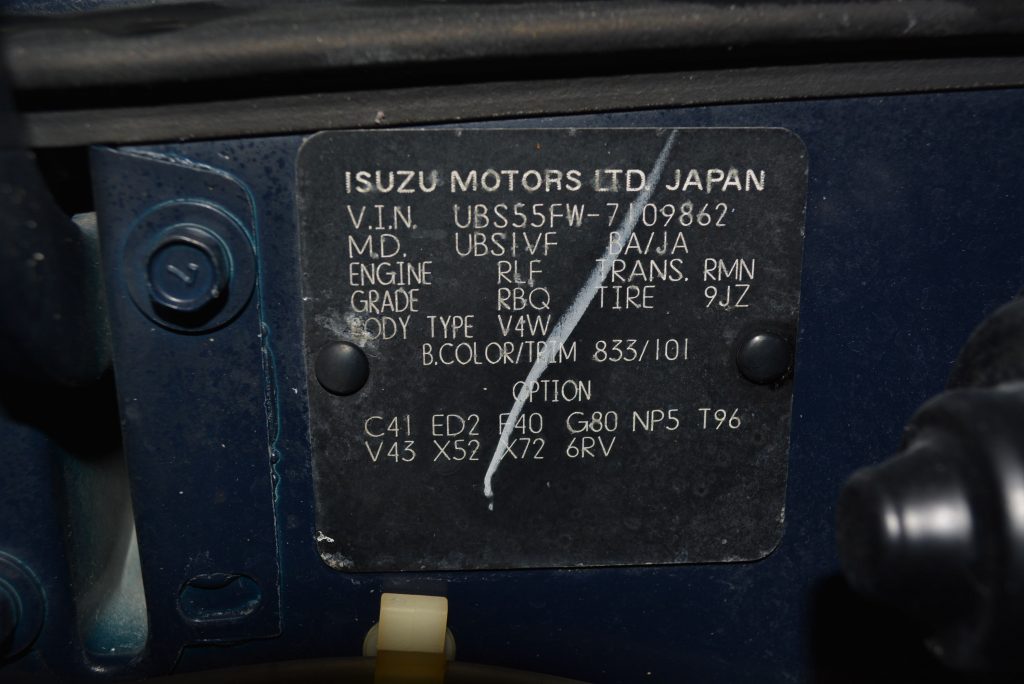 ISUZU MOTORS LTD. JAPAN
V.I.N. UBS55FW-7109862
M.D. UBS1VF BA/JA
ENGINE RLF TRANS. RMN
GRADE RBQ TIRE 9JZ
BODY TYPE V4W
B.COLOR/TRIM 833/101
OPTION
C41 ED2 F40 G80 NP5 T96
V43 X52 X72 6RV
7